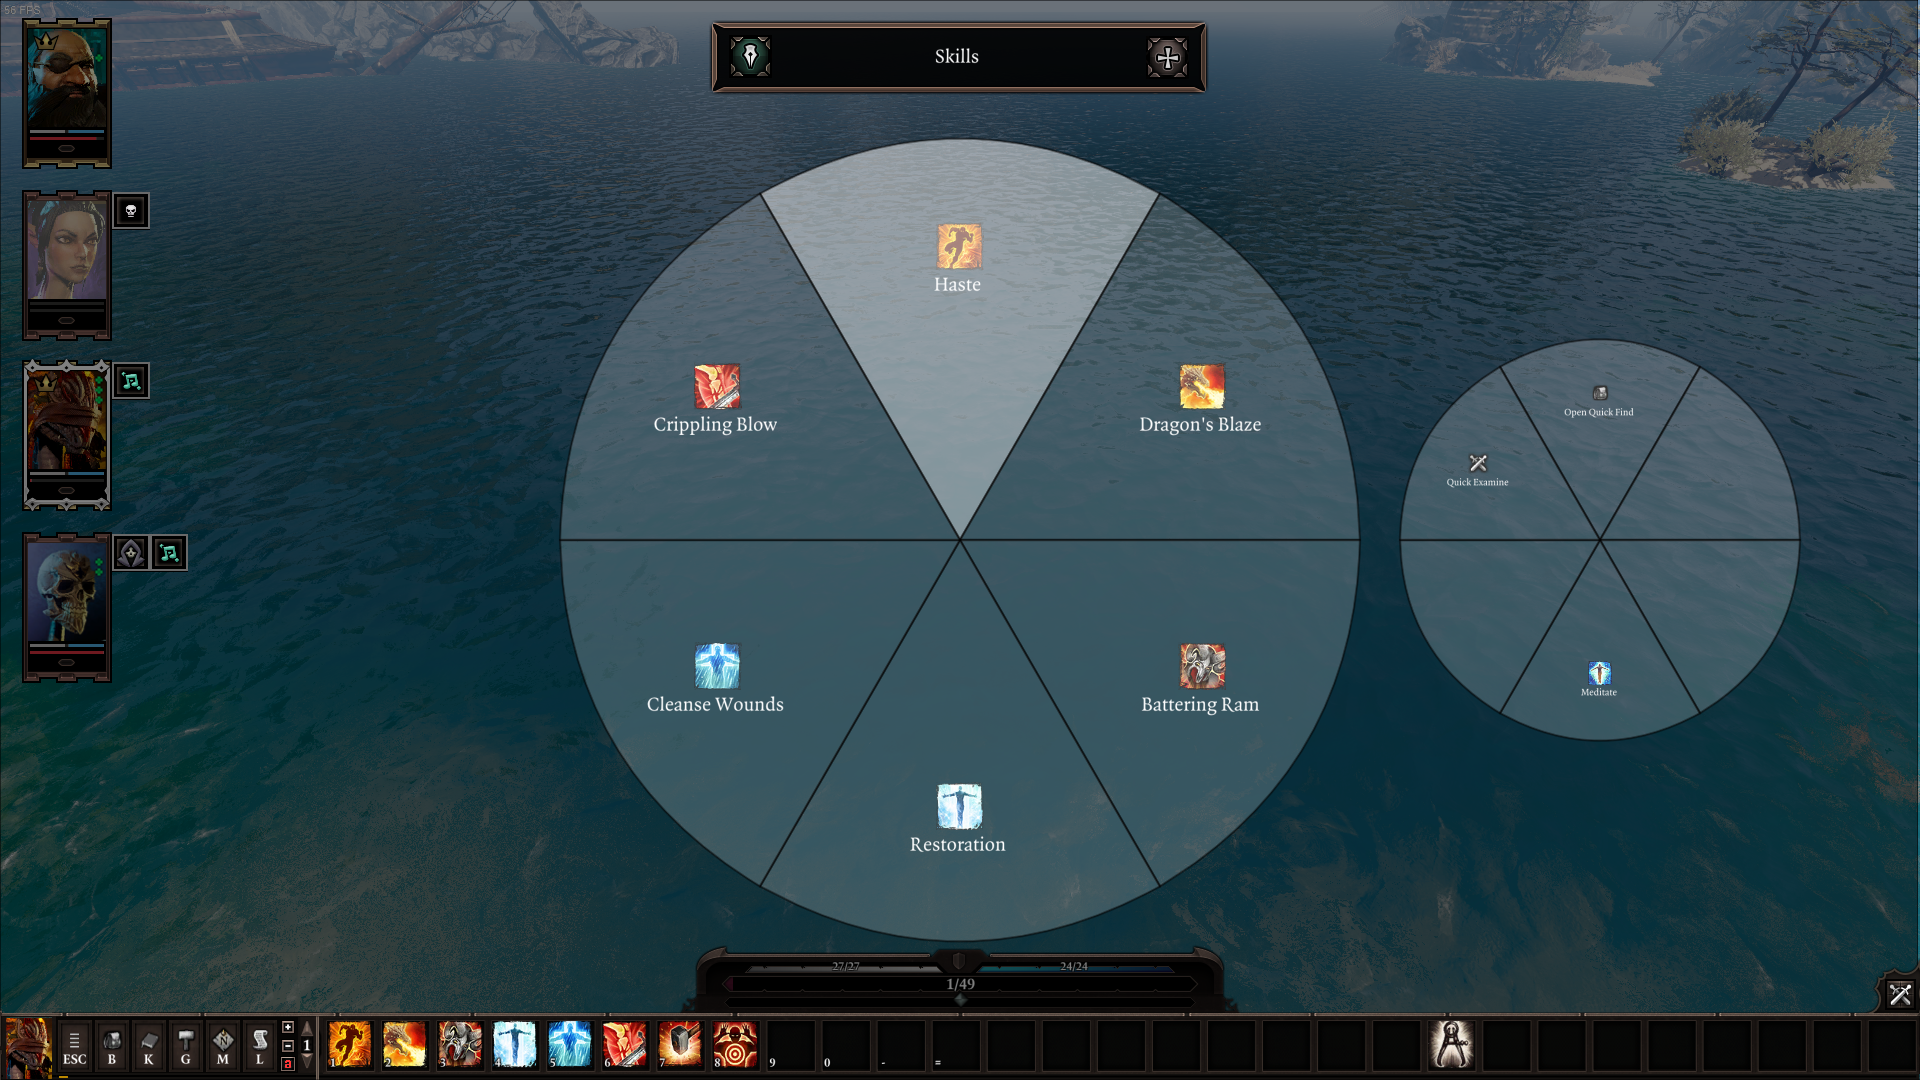 56 FPS
Skills
Haste
Crippling Blow
Dragon's Blaze
Open Quick Find
Quick Examine
Cleanse Wounds
Battering Ram
Meditate
Restoration
27/27
24/24
1/49
ESC
B
K
G
M
L
1
a
1
2
3
4
5
6
7
8
9
0
-
=